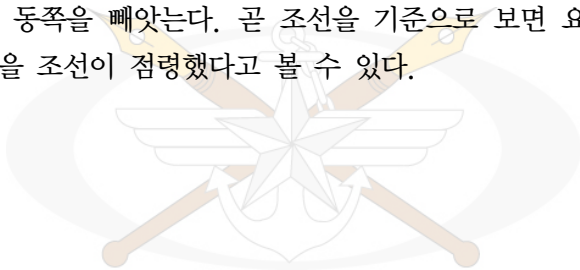 동쪽을 빼앗는다. 곧 조선을 기준으로 보면
을 조선이 점령했다고 볼 수 있다.